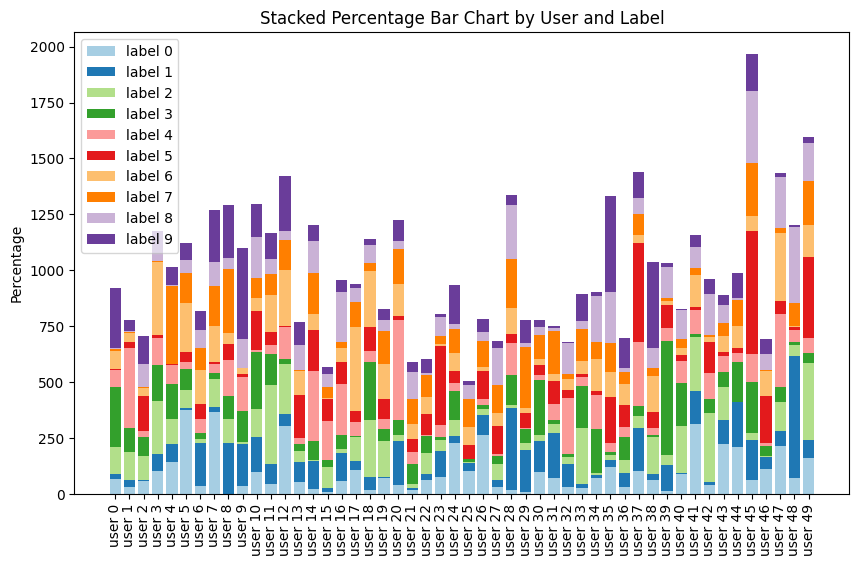 Stacked Percentage Bar Chart by User and Label
Percentage
2000
1750
1500
1250
1000
750
500
250
0
label 0
label 1
label 2
label 3
label 4
label 5
label 6
label 7
label 8
label 9
user 0
user 1
user 2
user 3
user 4
user 5
user 6
user 7
user 8
user 9
user 10
user 11
user 12
user 13
user 14
user 15
user 16
user 17
user 18
user 19
user 20
user 21
user 22
user 23
user 24
user 25
user 26
user 27
user 28
user 29
user 30
user 31
user 32
user 33
user 34
user 35
user 36
user 37
user 38
user 39
user 40
user 41
user 42
user 43
user 44
user 45
user 46
user 47
user 48
user 49